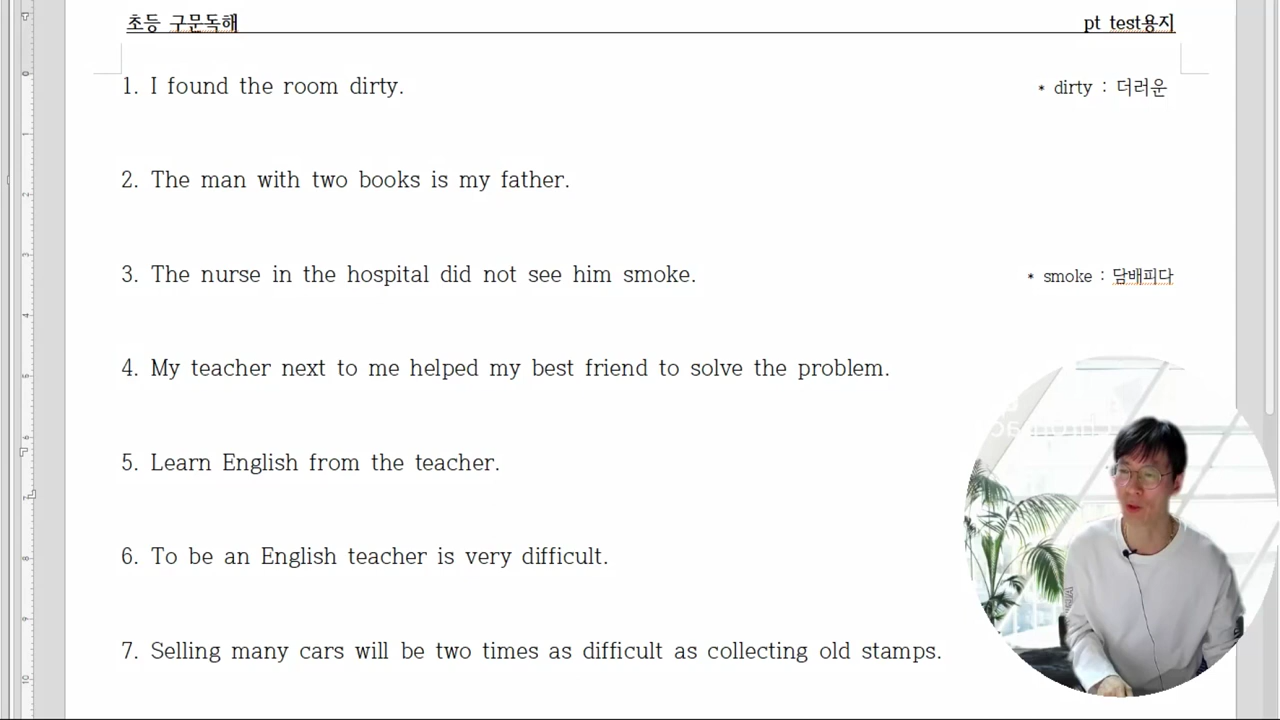 초등 구문독해 pt test용지
1. I found the room dirty. * dirty : 더러운
2. The man with two books is my father.
3. The nurse in the hospital did not see him smoke. * smoke : 담배피다
4. My teacher next to me helped my best friend to solve the problem.
5. Learn English from the teacher.
6. To be an English teacher is very difficult.
7. Selling many cars will be two times as difficult as collecting old stamps.